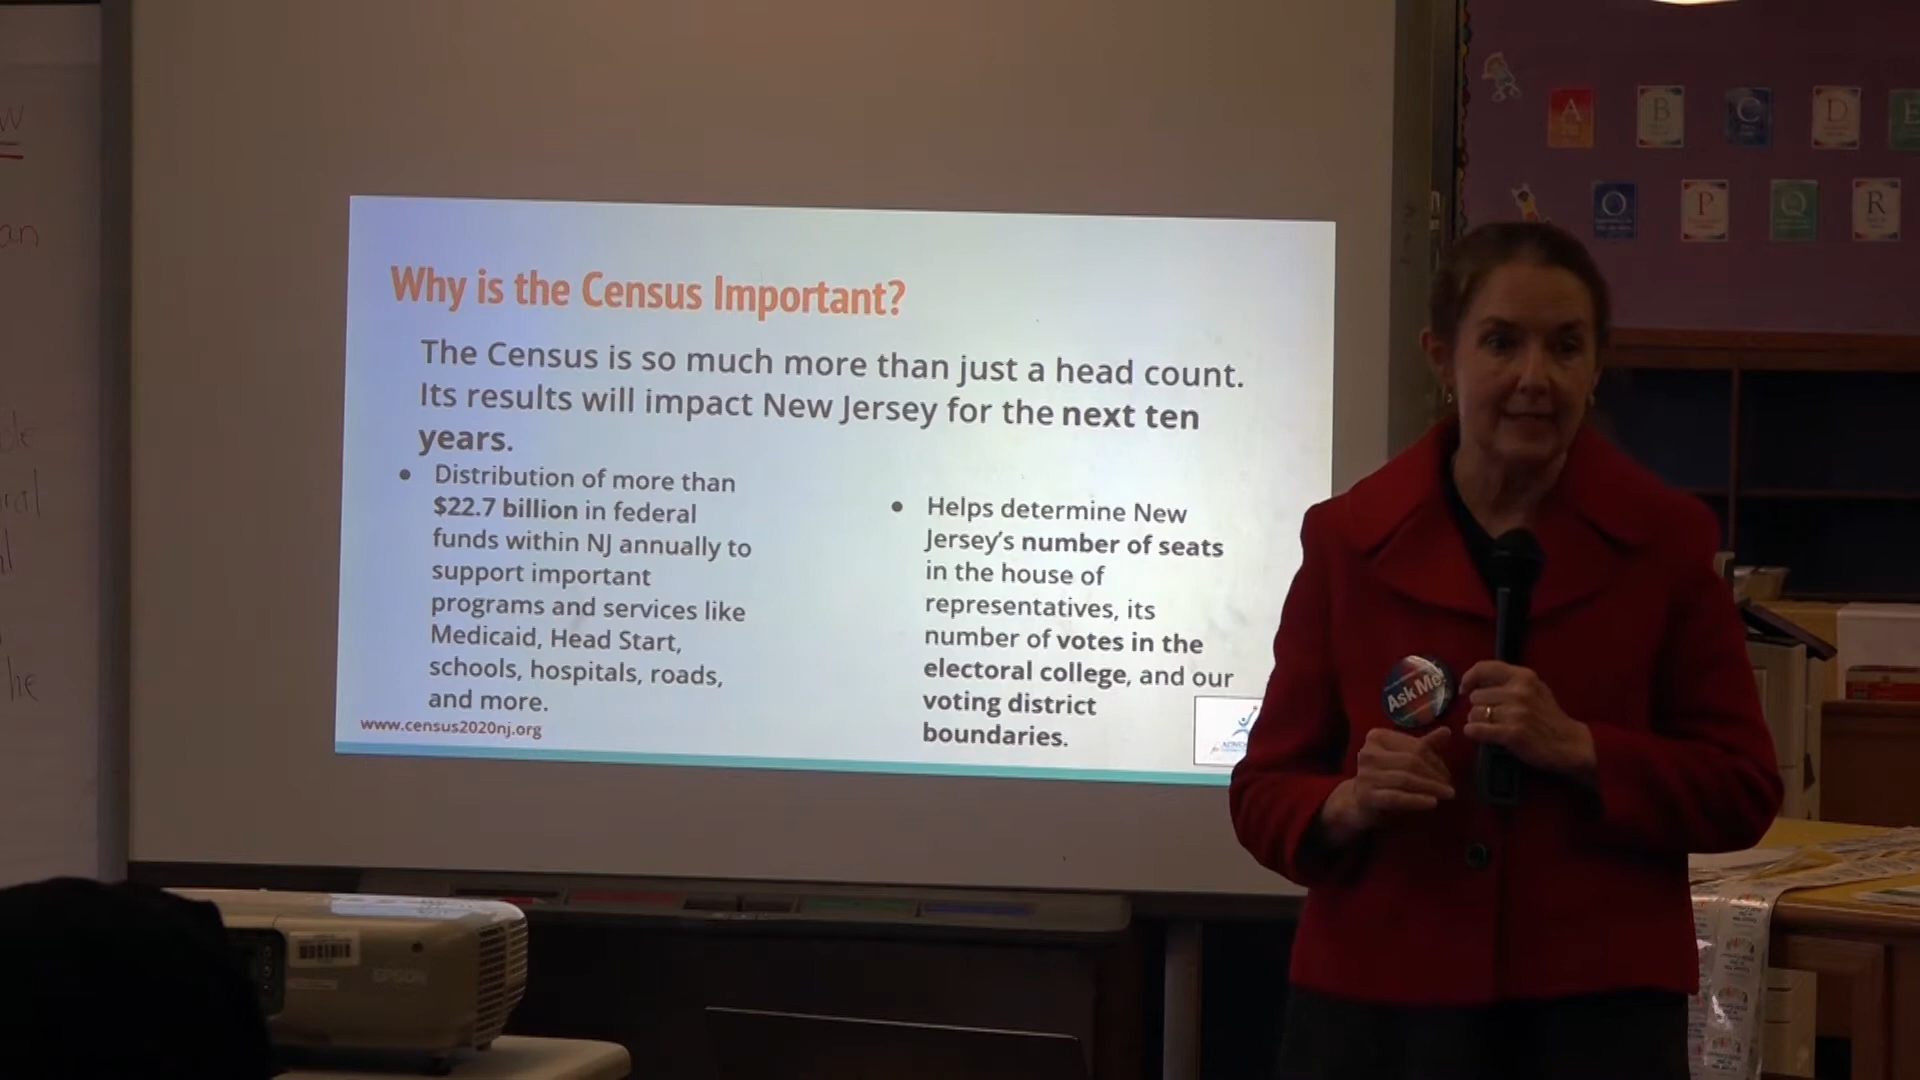 Why is the Census Important?
The Census is so much more than just a head count.
Its results will impact New Jersey for the next ten
years.
● Distribution of more than
$22.7 billion in federal
funds within NJ annually to
support important
programs and services like
Medicaid, Head Start,
schools, hospitals, roads,
and more.
● Helps determine New
Jersey's number of seats
in the house of
representatives, its
number of votes in the
electoral college, and our
voting district
boundaries.
www.census2020nj.org
A B C D E
O P Q R
Ask Me!
EPSON
an
he